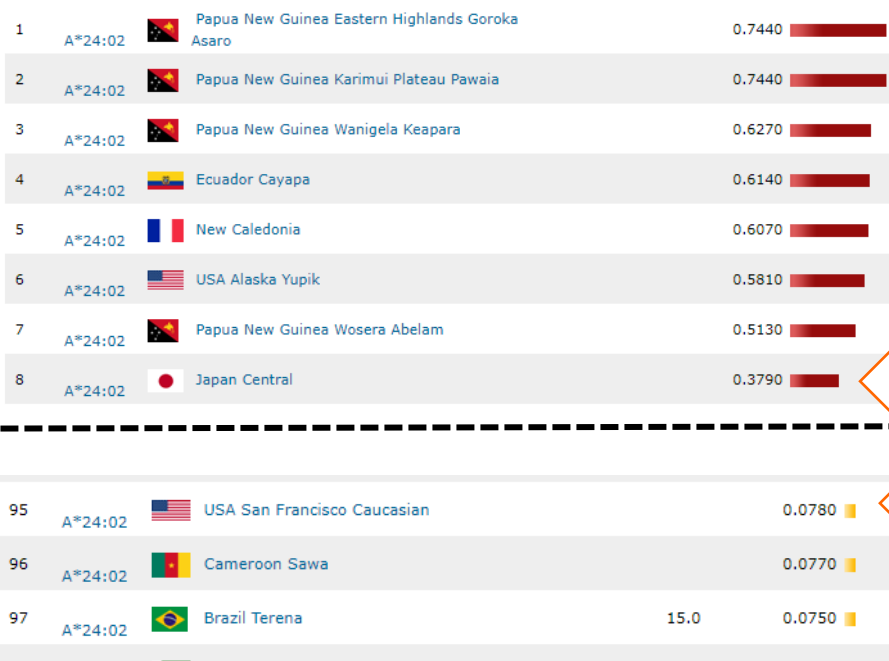 1 A*24:02 Papua New Guinea Eastern Highlands Goroka Asaro 0.7440
2 A*24:02 Papua New Guinea Karimui Plateau Pawaia 0.7440
3 A*24:02 Papua New Guinea Wanigela Keapara 0.6270
4 A*24:02 Ecuador Cayapa 0.6140
5 A*24:02 New Caledonia 0.6070
6 A*24:02 USA Alaska Yupik 0.5810
7 A*24:02 Papua New Guinea Wosera Abelam 0.5130
8 A*24:02 Japan Central 0.3790
95 A*24:02 USA San Francisco Caucasian 0.0780
96 A*24:02 Cameroon Sawa 0.0770
97 A*24:02 Brazil Terena 15.0 0.0750